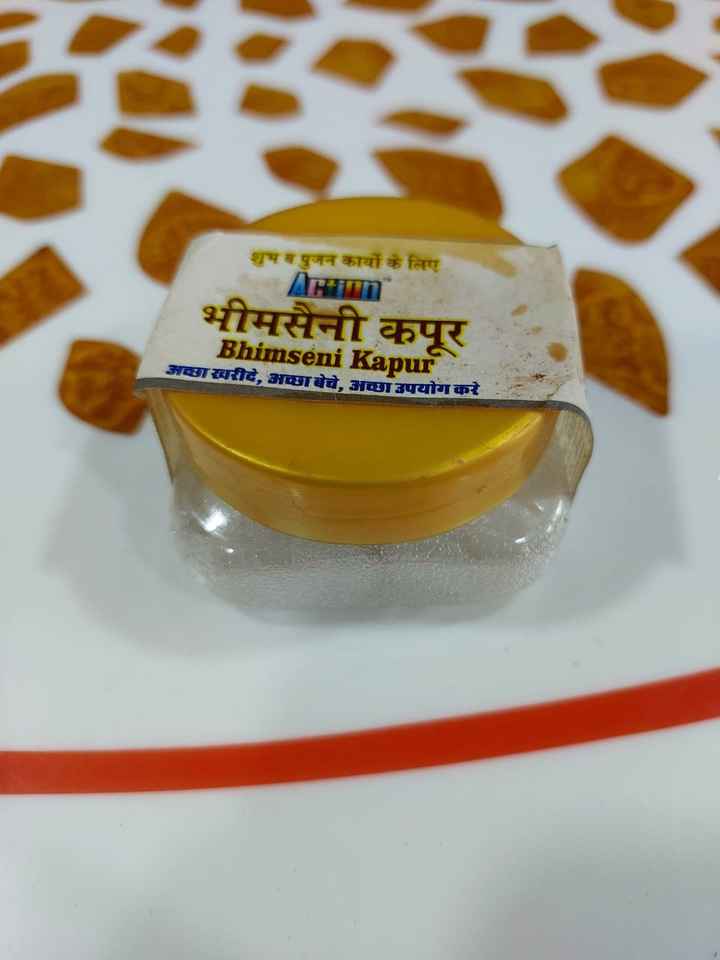 शुभ व पुजन कार्यो के लिए
Action
भीमसैनी कपूर
Bhimseni Kapur
अच्छा खरीदे, अच्छा बेचे, अच्छा उपयोग करे